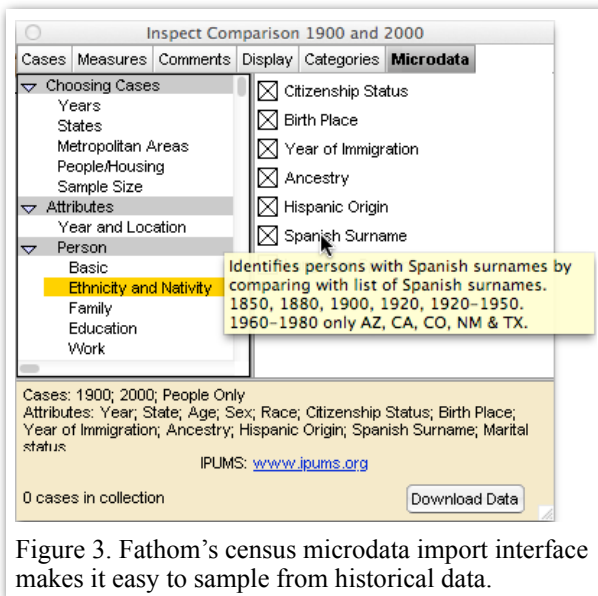 Inspect Comparison 1900 and 2000
Cases Measures Comments Display Categories Microdata
Choosing Cases
Years
States
Metropolitan Areas
People/Housing
Sample Size
Attributes
Year and Location
Person
Basic
Ethnicity and Nativity
Family
Education
Work
Citizenship Status
Birth Place
Year of Immigration
Ancestry
Hispanic Origin
Spanish Surname
Identifies persons with Spanish surnames by
comparing with list of Spanish surnames.
1850, 1880, 1900, 1920, 1920–1950.
1960–1980 only AZ, CA, CO, NM & TX.
Cases: 1900; 2000; People Only
Attributes: Year; State; Age; Sex; Race; Citizenship Status; Birth Place;
Year of Immigration; Ancestry; Hispanic Origin; Spanish Surname; Marital
status
IPUMS: www.ipums.org
0 cases in collection
Download Data
Figure 3. Fathom’s census microdata import interface
makes it easy to sample from historical data.